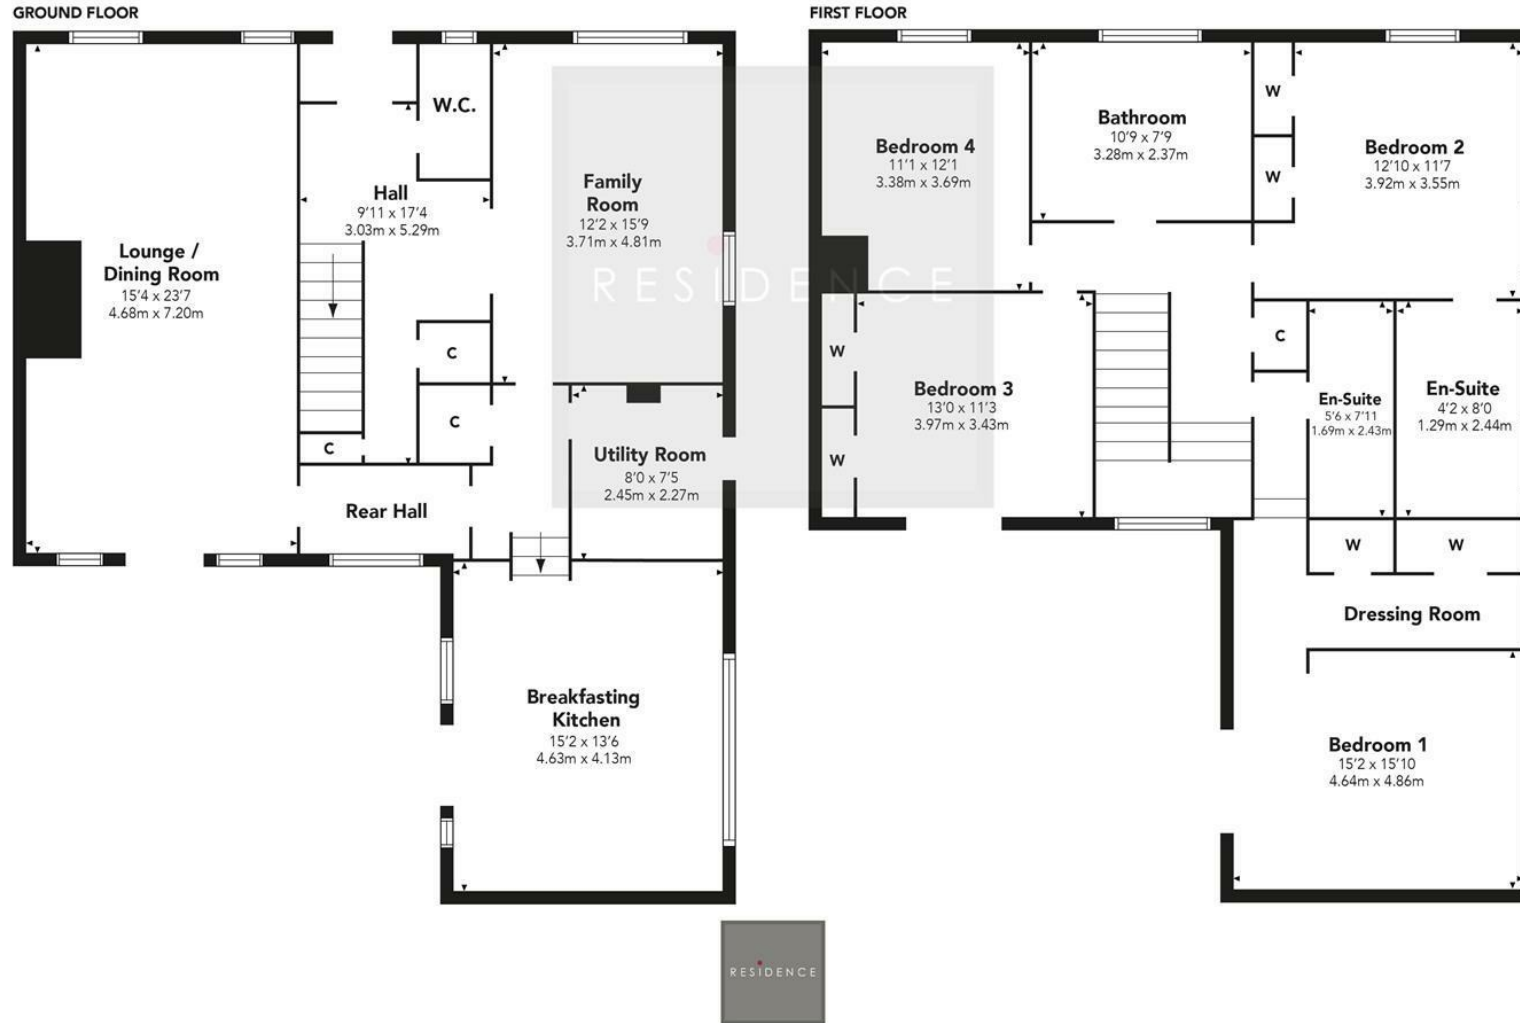 GROUND FLOOR
Lounge /
Dining Room
15'4 x 23'7
4.68m x 7.20m
Hall
9'11 x 17'4
3.03m x 5.29m
W.C.
Family
Room
12'2 x 15'9
3.71m x 4.81m
C
C
C
Rear Hall
Utility Room
8'0 x 7'5
2.45m x 2.27m
Breakfasting
Kitchen
15'2 x 13'6
4.63m x 4.13m
FIRST FLOOR
Bedroom 4
11'1 x 12'1
3.38m x 3.69m
Bathroom
10'9 x 7'9
3.28m x 2.37m
W
W
Bedroom 2
12'10 x 11'7
3.92m x 3.55m
W
W
Bedroom 3
13'0 x 11'3
3.97m x 3.43m
C
En-Suite
5'6 x 7'11
1.69m x 2.43m
En-Suite
4'2 x 8'0
1.29m x 2.44m
W
W
Dressing Room
Bedroom 1
15'2 x 15'10
4.64m x 4.86m
RESIDENCE
RESIDENCE